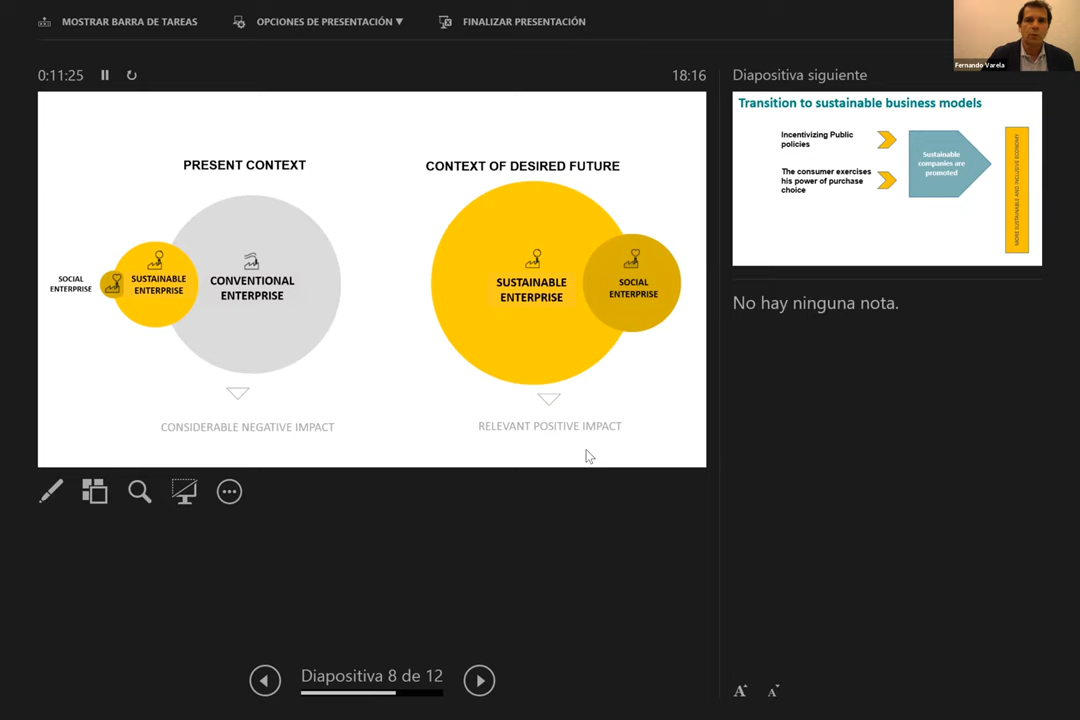 MOSTRAR BARRA DE TAREAS
OPCIONES DE PRESENTACIÓN ▼
FINALIZAR PRESENTACIÓN
Fernando Varela
0:11:25
18:16
Diapositiva siguiente
PRESENT CONTEXT
CONTEXT OF DESIRED FUTURE
SOCIAL
ENTERPRISE
SUSTAINABLE
ENTERPRISE
CONVENTIONAL
ENTERPRISE
SUSTAINABLE
ENTERPRISE
SOCIAL
ENTERPRISE
CONSIDERABLE NEGATIVE IMPACT
RELEVANT POSITIVE IMPACT
Transition to sustainable business models
Incentivizing Public
policies
The consumer exercises
his power of purchase
choice
Sustainable
companies are
promoted
MORE SUSTAINABLE AND INCLUSIVE ECONOMY
No hay ninguna nota.
Diapositiva 8 de 12
A A